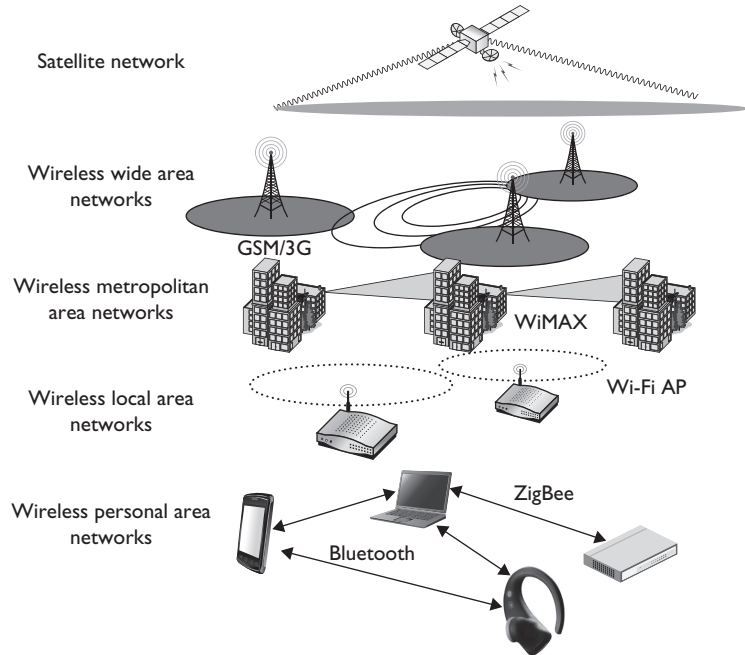 Satellite network
Wireless wide area
networks
GSM/3G
Wireless metropolitan
area networks
WiMAX
Wireless local area
networks
Wi-Fi AP
Wireless personal area
networks
ZigBee
Bluetooth